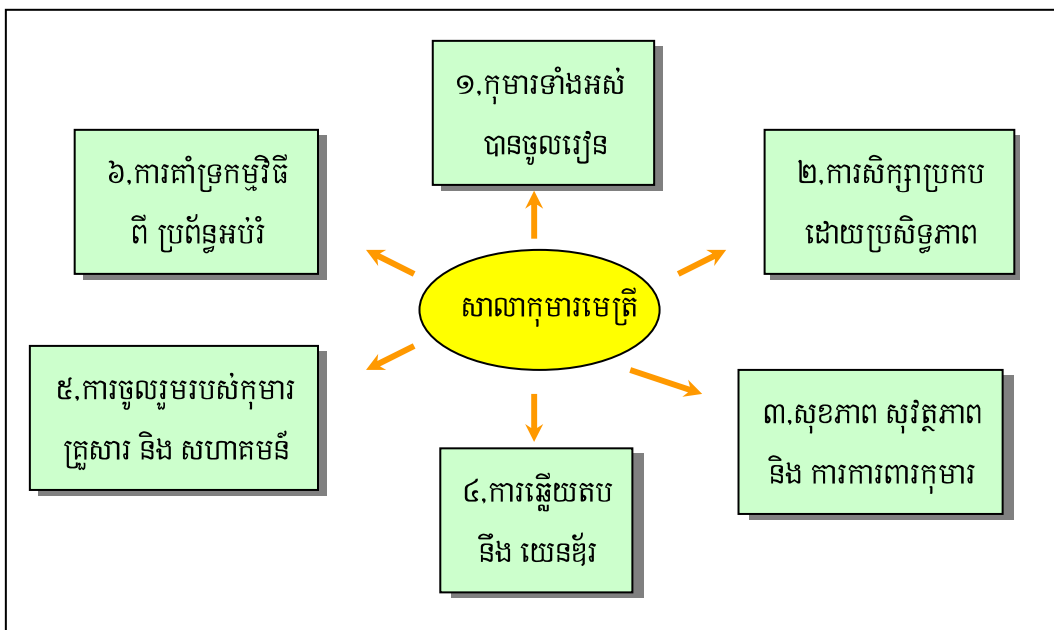 ១,កុមារទាំងអស់
បានចូលរៀន
២,ការសិក្សាប្រកប
ដោយប្រសិទ្ធភាព
៣,សុខភាព សុវត្ថភាព
និង ការការពារកុមារ
៤,ការឆ្លើយតប
នឹង យេនឌ័រ
៥,ការចូលរួមរបស់កុមារ
គ្រួសារ និង សហាគមន៍
៦,ការគាំទ្រកម្មវិធី
ពី ប្រព័ន្ធអប់រំ
សាលាកុមារមេត្រី